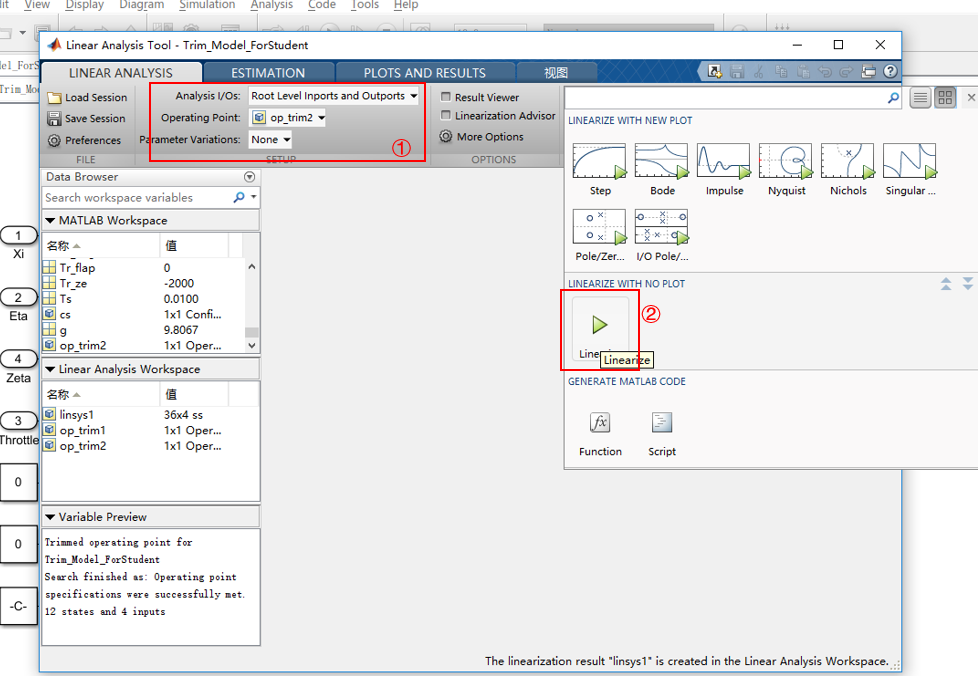 View
Display
Diagram
Simulation
Analysis
Code
Tools
Help
Linear Analysis Tool - Trim_Model_ForStudent
LINEAR ANALYSIS
ESTIMATION
PLOTS AND RESULTS
视图
Load Session
Save Session
Preferences
FILE
Analysis I/Os:
Root Level Inports and Outports
Operating Point:
op_trim2
Parameter Variations:
None
①
SETUP
Result Viewer
Linearization Advisor
More Options
OPTIONS
LINEARIZE WITH NEW PLOT
Step
Bode
Impulse
Nyquist
Nichols
Singular ...
Pole/Zer...
I/O Pole/...
LINEARIZE WITH NO PLOT
②
Linearize
GENERATE MATLAB CODE
Function
Script
Data Browser
Search workspace variables
MATLAB Workspace
名称
值
Tr_flap
0
Tr_ze
-2000
Ts
0.0100
cs
1x1 Confi...
g
9.8067
op_trim2
1x1 Oper...
Linear Analysis Workspace
名称
值
linsys1
36x4 ss
op_trim1
1x1 Oper...
op_trim2
1x1 Oper...
Variable Preview
Trimmed operating point for
Trim_Model_ForStudent
Search finished as: Operating point
specifications were successfully met.
12 states and 4 inputs
1
Xi
2
Eta
4
Zeta
3
Throttle
0
0
-C-
The linearization result "linsys1" is created in the Linear Analysis Workspace.